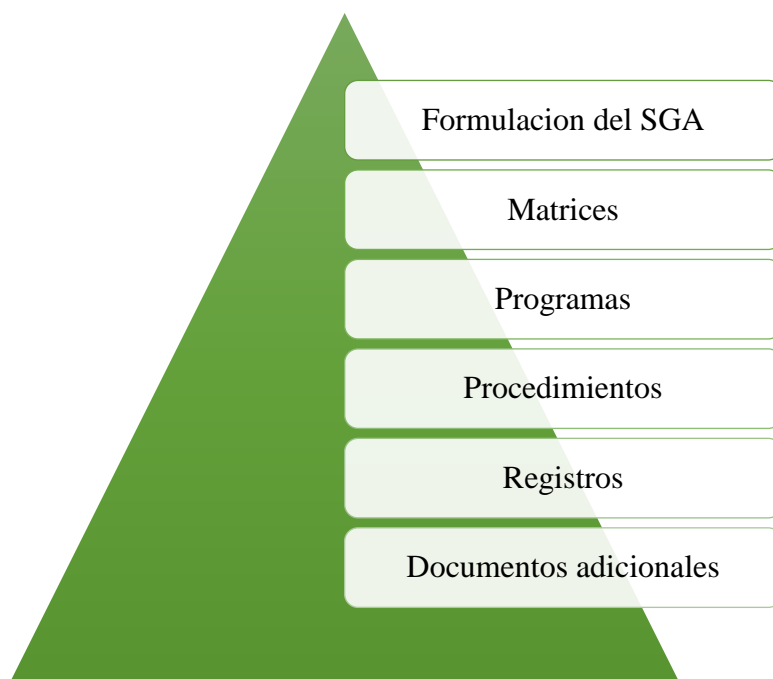 Formulacion del SGA
Matrices
Programas
Procedimientos
Registros
Documentos adicionales